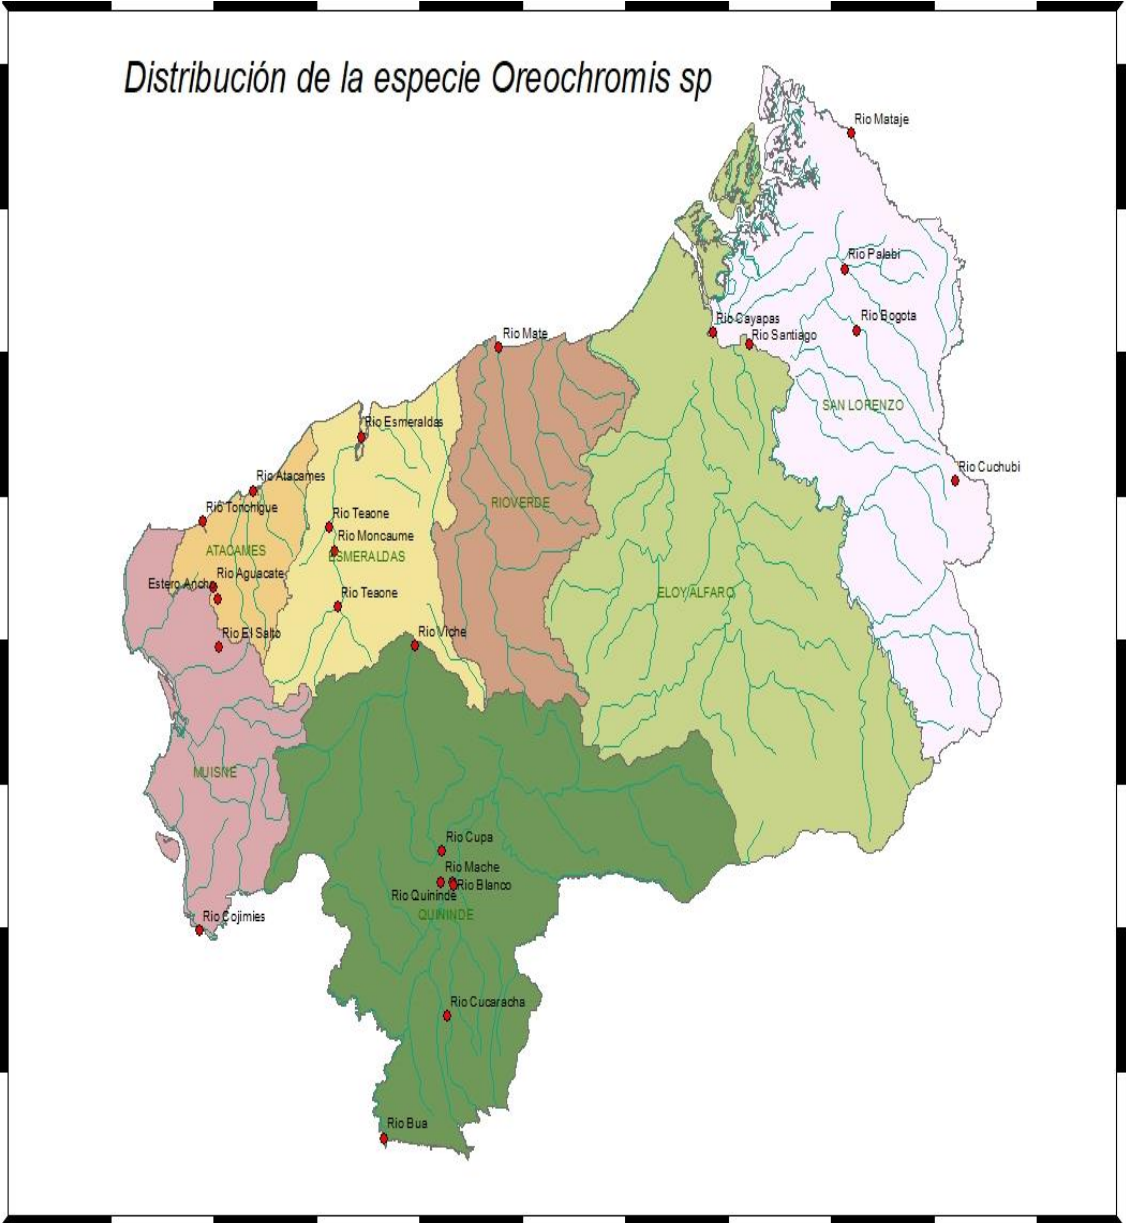 Distribución de la especie Oreochromis sp
Rio Mataje
Rio Palabi
Rio Bogota
Rio Cayapas
Rio Santiago
Rio Mate
SAN LORENZO
Rio Esmeraldas
Rio Cuchubi
Rio Atacames
RIOVERDE
Rio Tonchigue
Rio Teaone
Rio Moncaume
ATACAMES
ESMERALDAS
Rio Aguacate
Estero Ancho
Rio Teaone
ELOY ALFARO
Rio El Salto
Rio Viche
MUISNE
Rio Cupa
Rio Mache
Rio Blanco
Rio Quininde
QUININDE
Rio Cojimies
Rio Cucaracha
Rio Bua